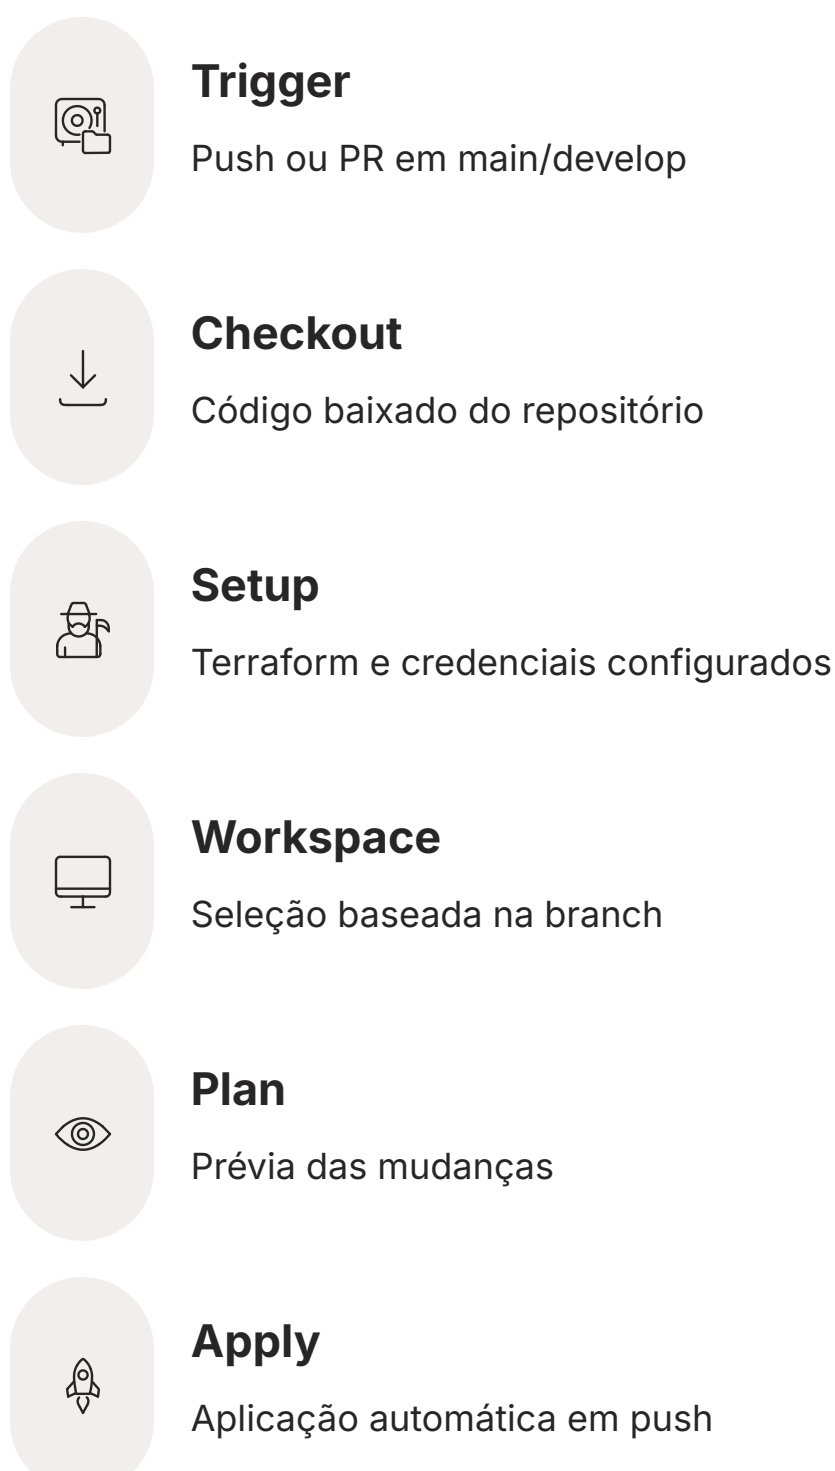 Trigger
Push ou PR em main/develop
Checkout
Código baixado do repositório
Setup
Terraform e credenciais configurados
Workspace
Seleção baseada na branch
Plan
Prévia das mudanças
Apply
Aplicação automática em push